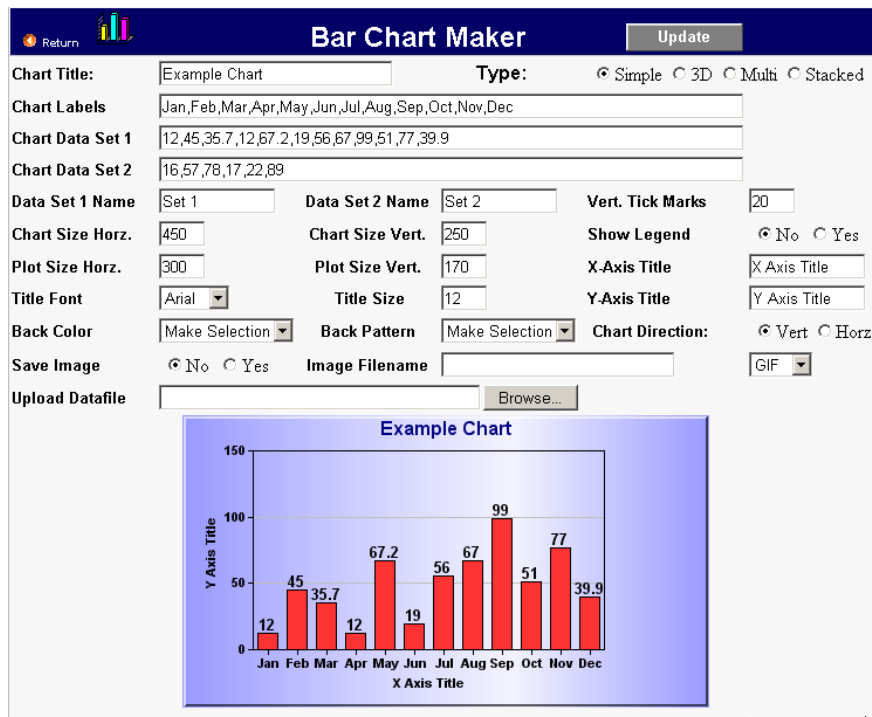 Return Bar Chart Maker Update
Chart Title: Example Chart Type: Simple 3D Multi Stacked
Chart Labels Jan,Feb,Mar,Apr,May,Jun,Jul,Aug,Sep,Oct,Nov,Dec
Chart Data Set 1 12,45,35.7,12,67.2,19,56,67,99,51,77,39.9
Chart Data Set 2 16,57,78,17,22,89
Data Set 1 Name Set 1 Data Set 2 Name Set 2 Vert. Tick Marks 20
Chart Size Horz. 450 Chart Size Vert. 250 Show Legend No Yes
Plot Size Horz. 300 Plot Size Vert. 170 X-Axis Title X Axis Title
Title Font Arial Title Size 12 Y-Axis Title Y Axis Title
Back Color Make Selection Back Pattern Make Selection Chart Direction: Vert Horz
Save Image No Yes Image Filename GIF
Upload Datafile Browse...
Example Chart
150
100
50
0
Y Axis Title
12 45 35.7 12 67.2 19 56 67 99 51 77 39.9
Jan Feb Mar Apr May Jun Jul Aug Sep Oct Nov Dec
X Axis Title